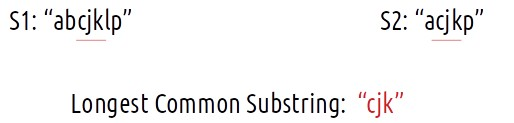 S1: “abcjklp” S2: “acjkp”
Longest Common Substring: “cjk”